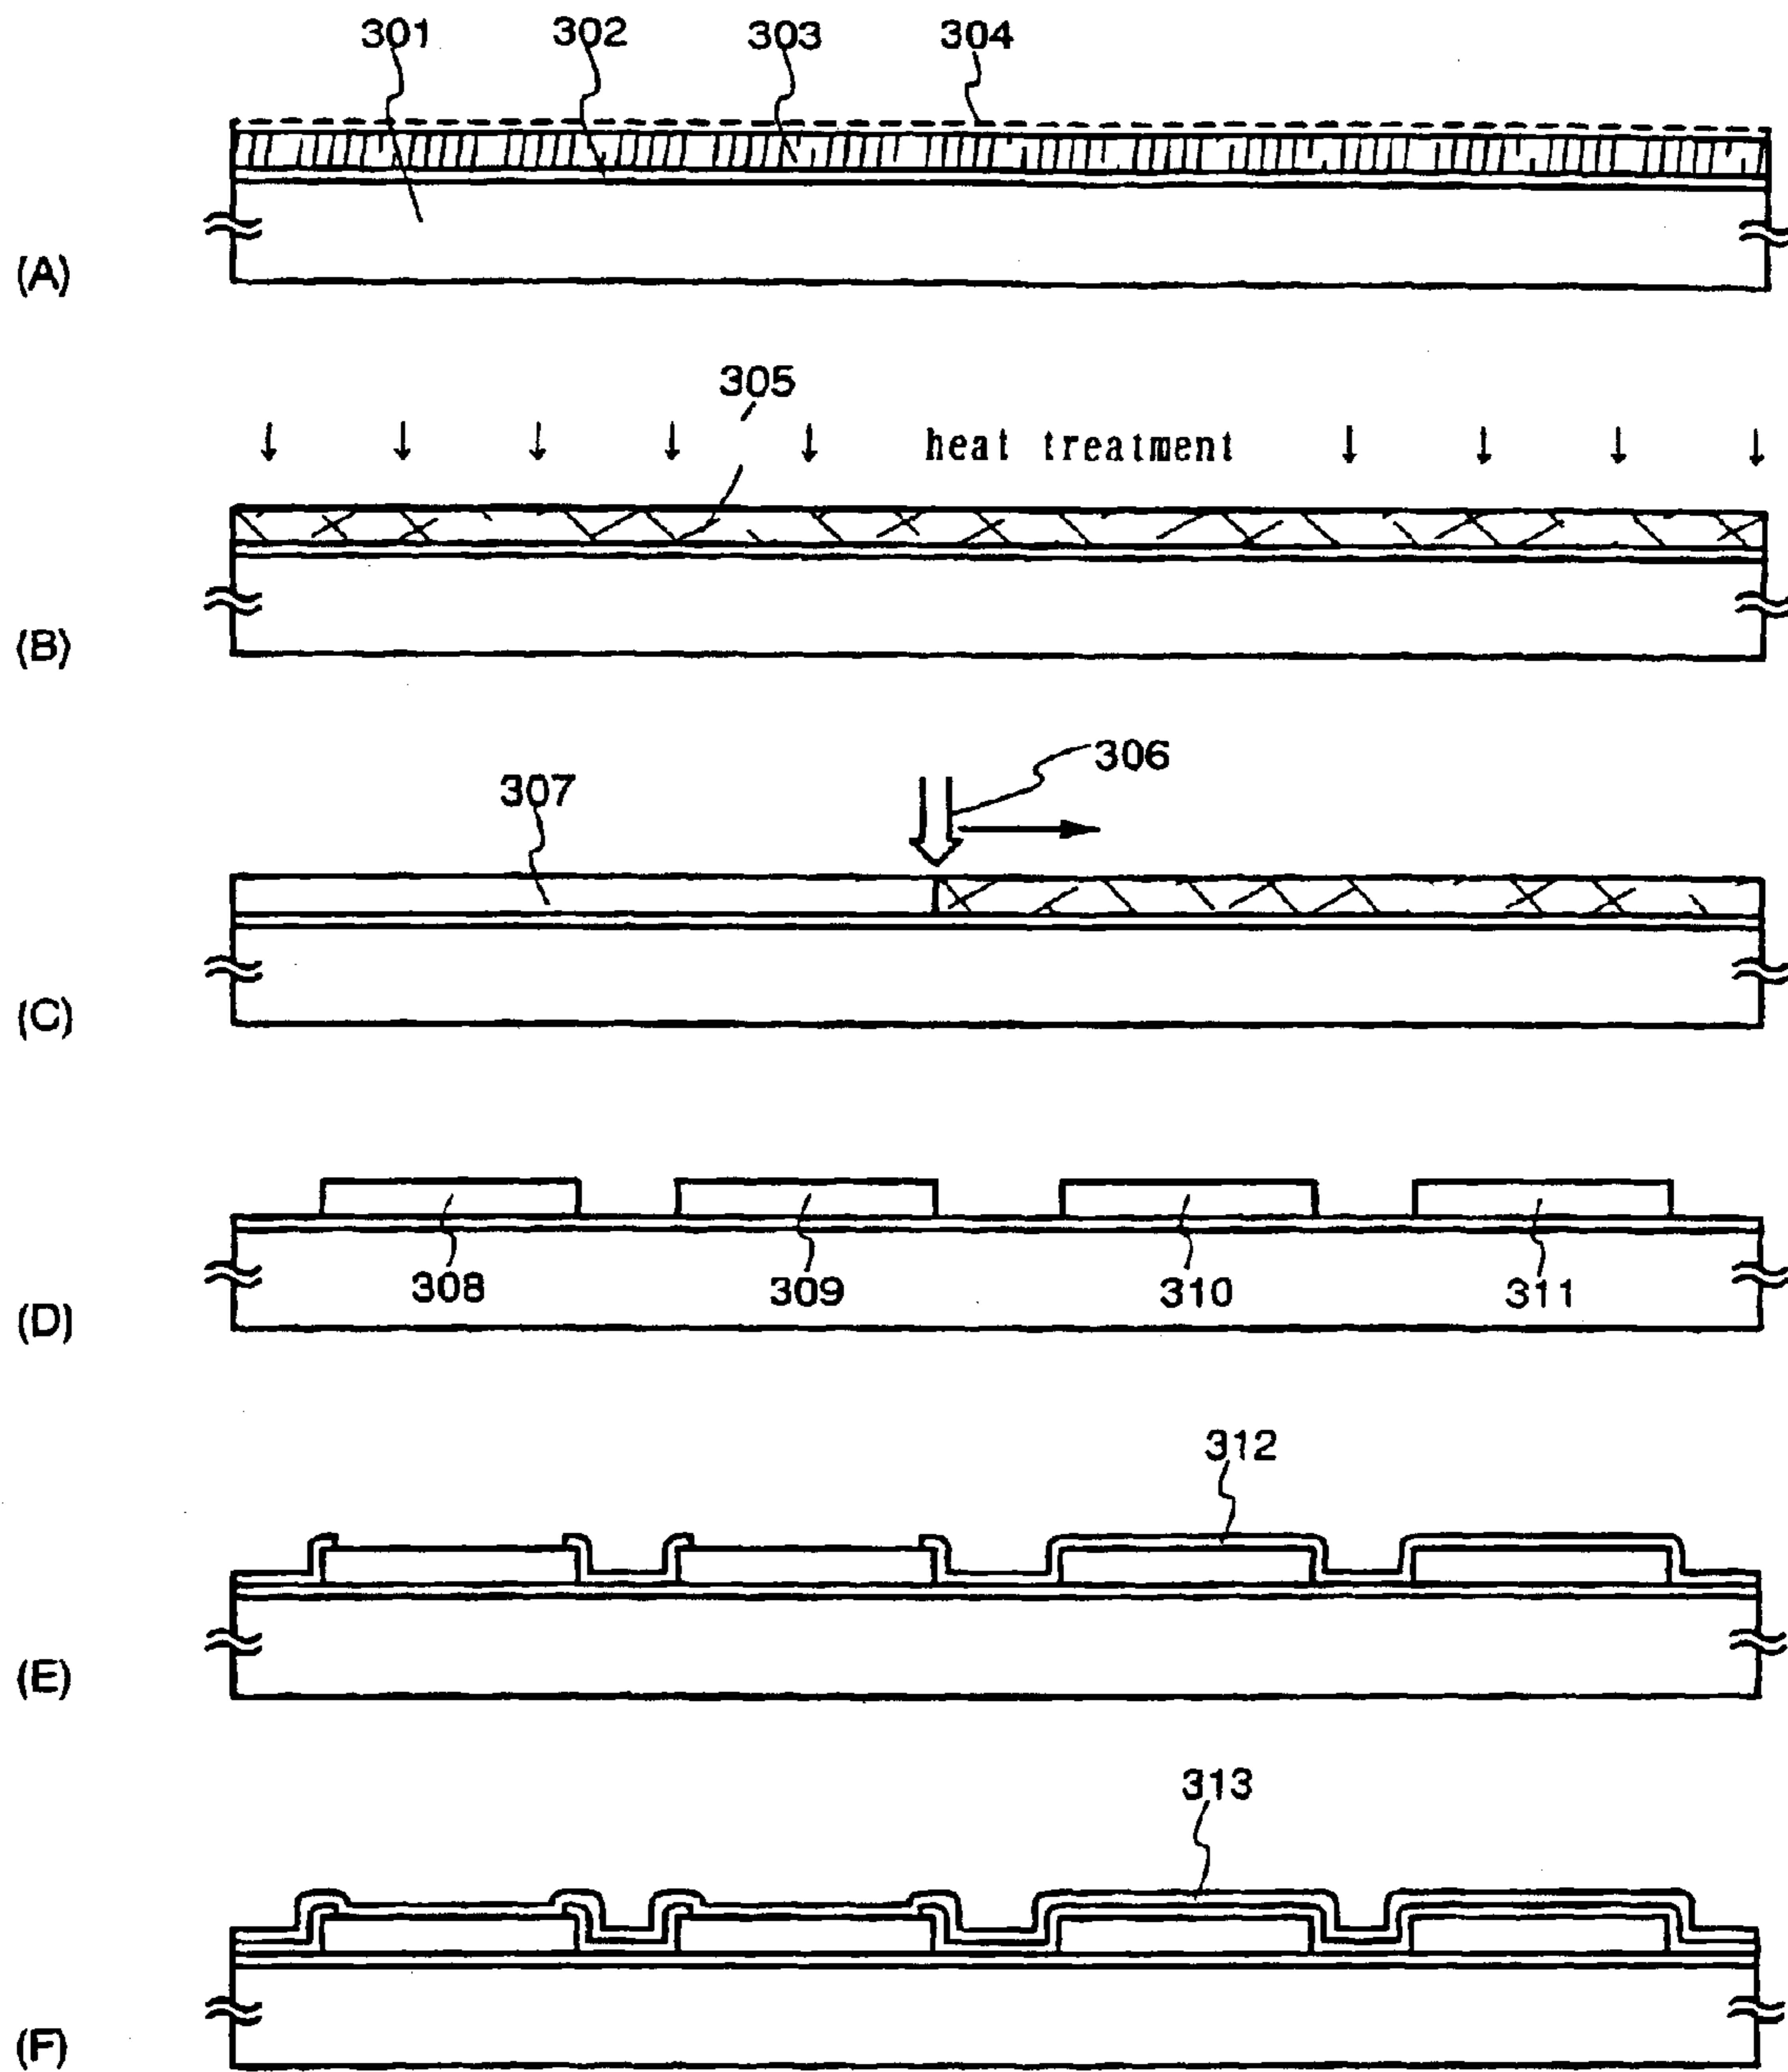 301 302 303 304
(A)
305
heat treatment
(B)
306
307
(C)
308 309 310 311
(D)
312
(E)
313
(F)